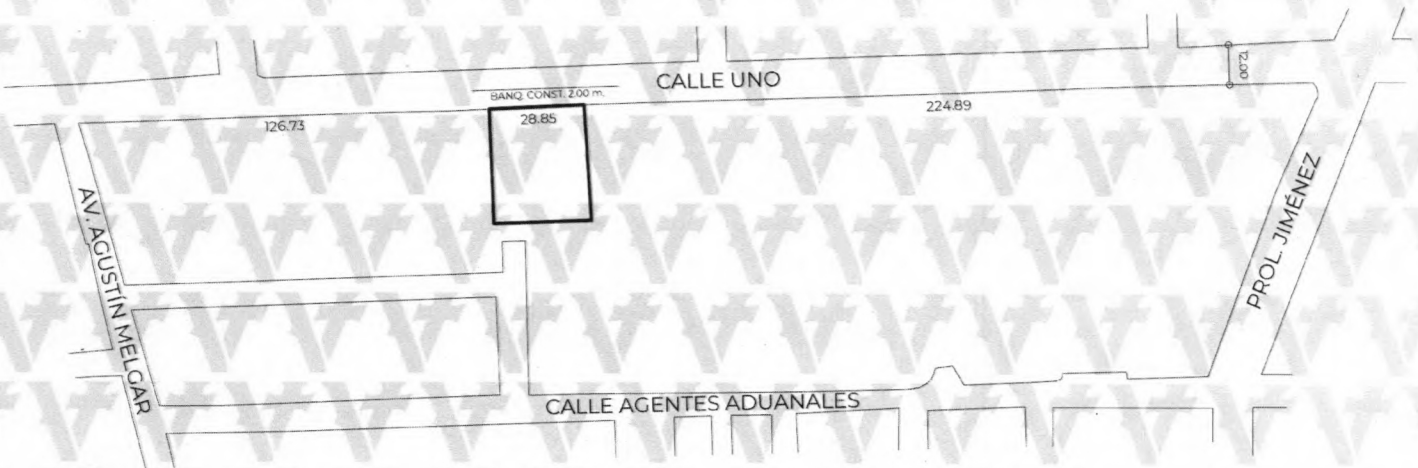 CALLE UNO
12.00
BANQ. CONST. 2.00 m.
126.73
28.85
224.89
AV. AGUSTÍN MELGAR
PROL. JIMÉNEZ
CALLE AGENTES ADUANALES